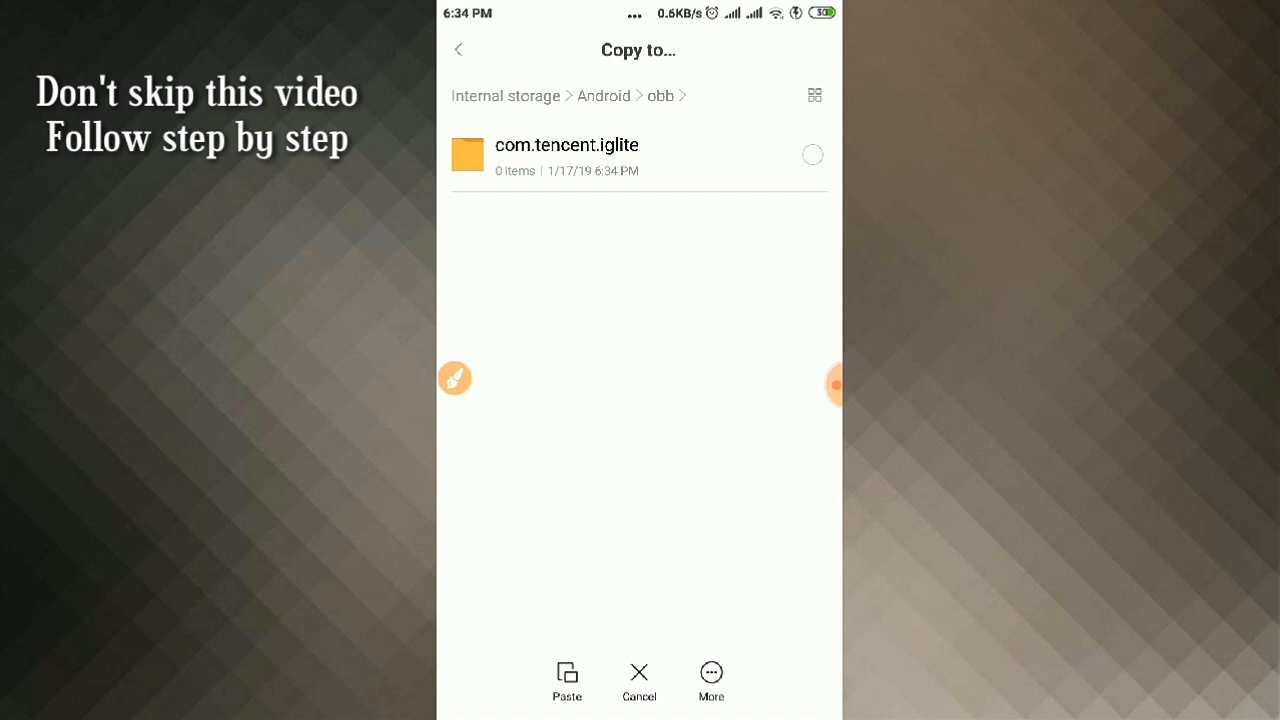 Don't skip this video
Follow step by step
6:34 PM
... 0.6KB/s 30
Copy to...
Internal storage > Android > obb >
com.tencent.iglite
0 items | 1/17/19 6:34 PM
Paste Cancel More